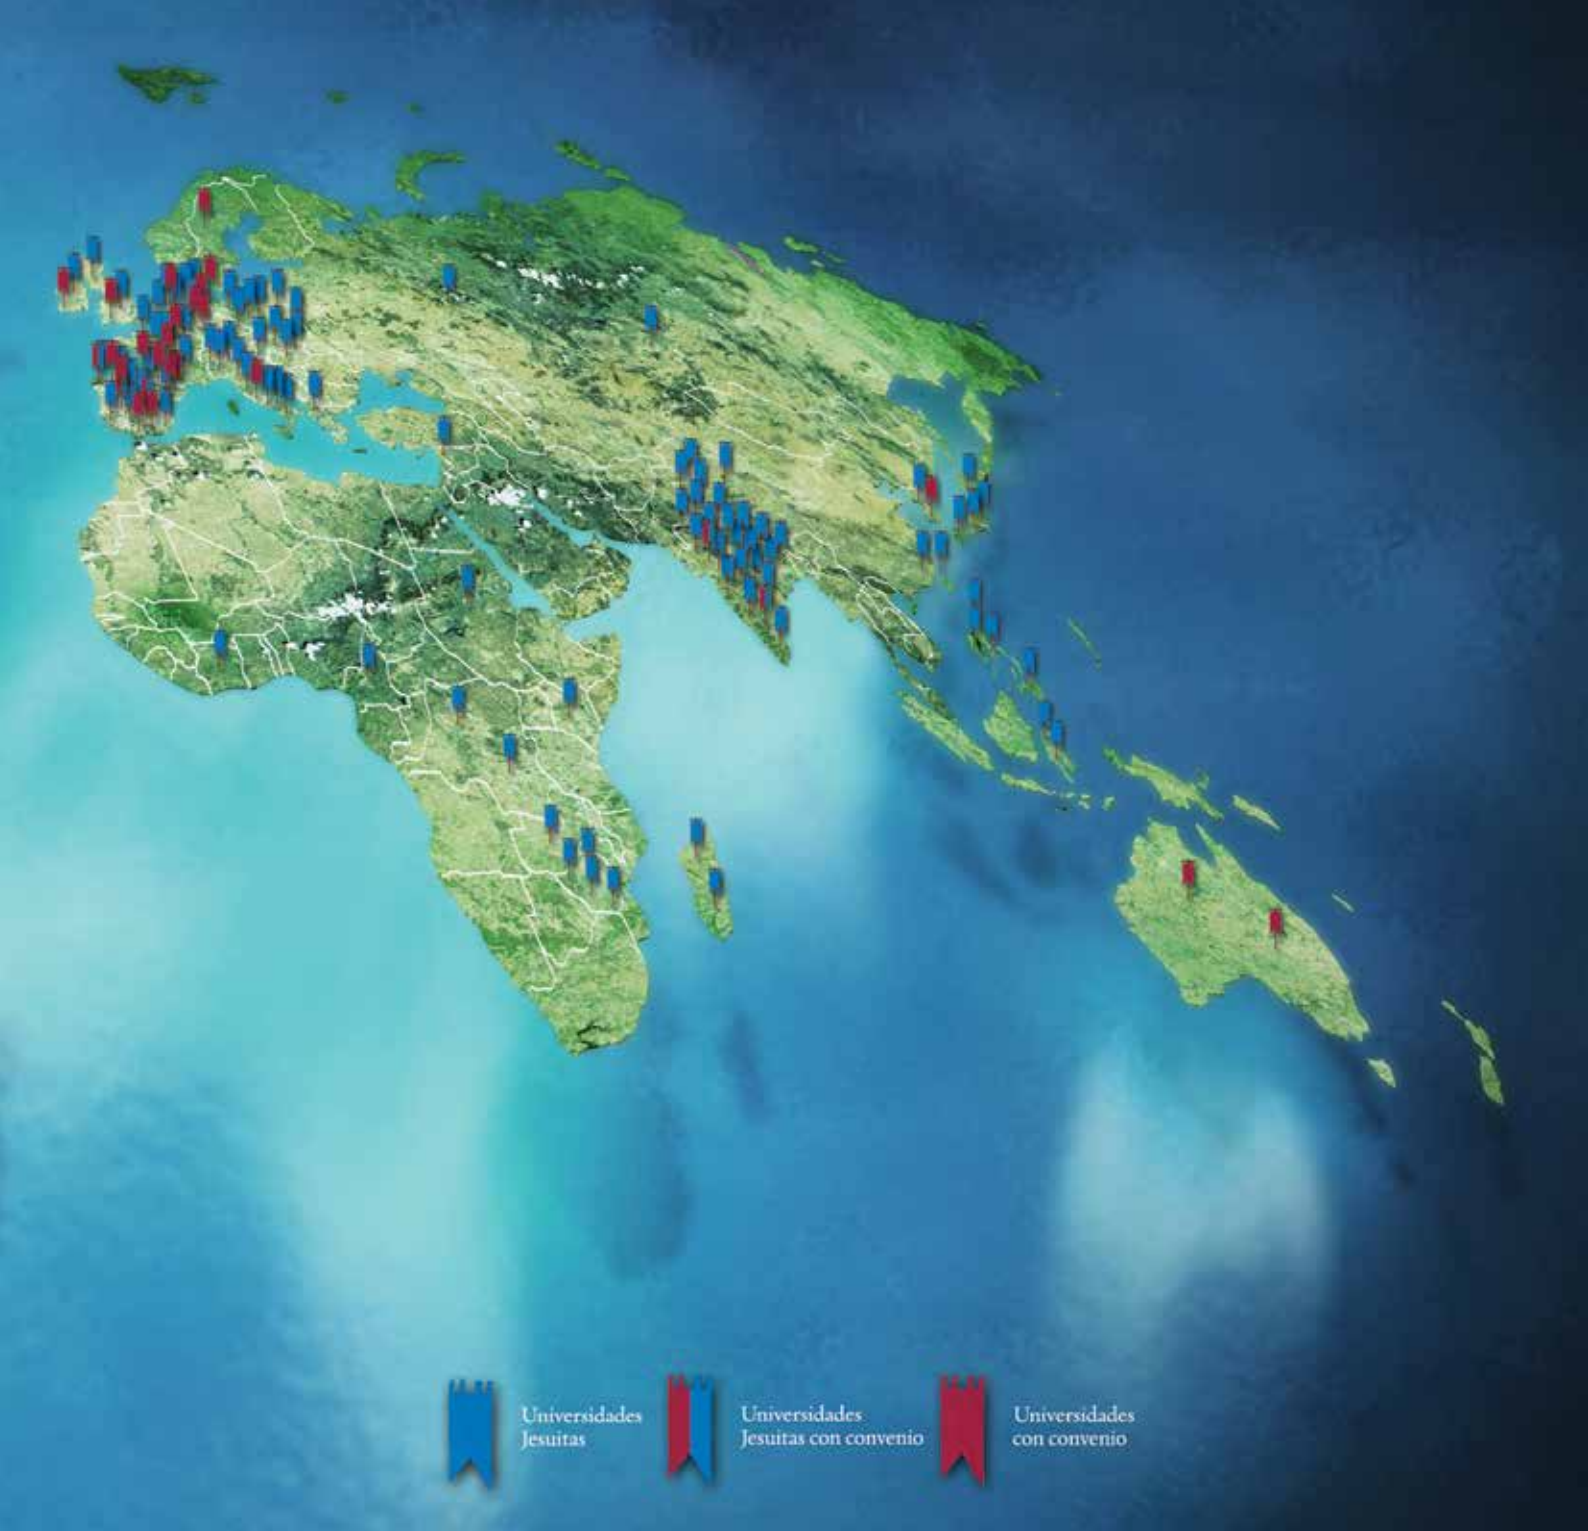 Universidades
Jesuitas
Universidades
Jesuitas con convenio
Universidades
con convenio